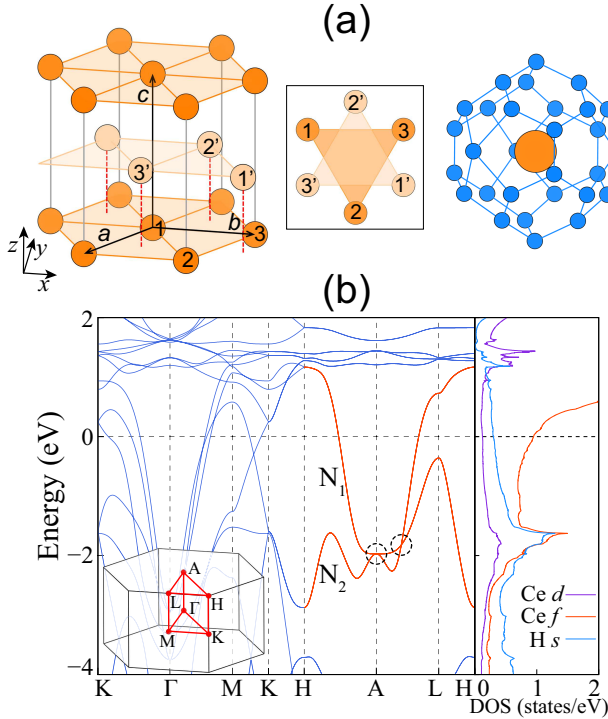 (a)
c
2'
3'
1'
a
1
b
3
2
z
y
x
2'
1
3
3'
1'
2
(b)
Energy (eV)
2
0
−2
−4
N1
N2
A
L
H
Γ
M
K
K Γ M K H A L H
Ce d
Ce f
H s
0 1 2
DOS (states/eV)